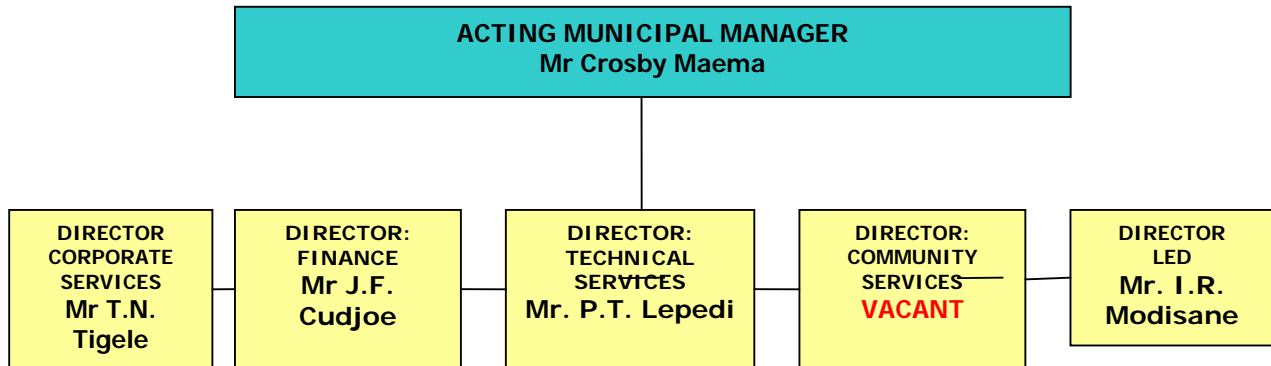 ACTING MUNICIPAL MANAGER
Mr Crosby Maema
DIRECTOR
CORPORATE
SERVICES
Mr T.N.
Tigele
DIRECTOR:
FINANCE
Mr J.F.
Cudjoe
DIRECTOR:
TECHNICAL
SERVICES
Mr. P.T. Lepedi
DIRECTOR:
COMMUNITY
SERVICES
VACANT
DIRECTOR
LED
Mr. I.R.
Modisane